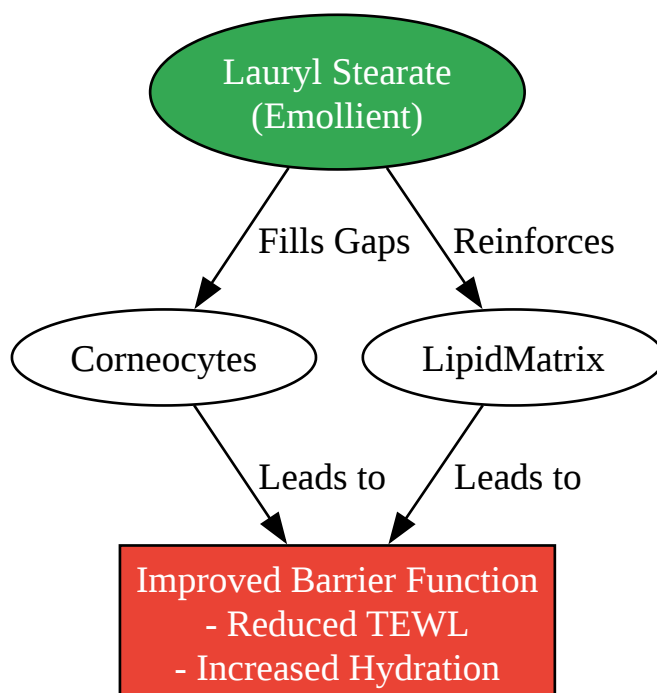 Lauryl Stearate
(Emollient)
Fills Gaps
Reinforces
Corneocytes
LipidMatrix
Leads to
Leads to
Improved Barrier Function
- Reduced TEWL
- Increased Hydration